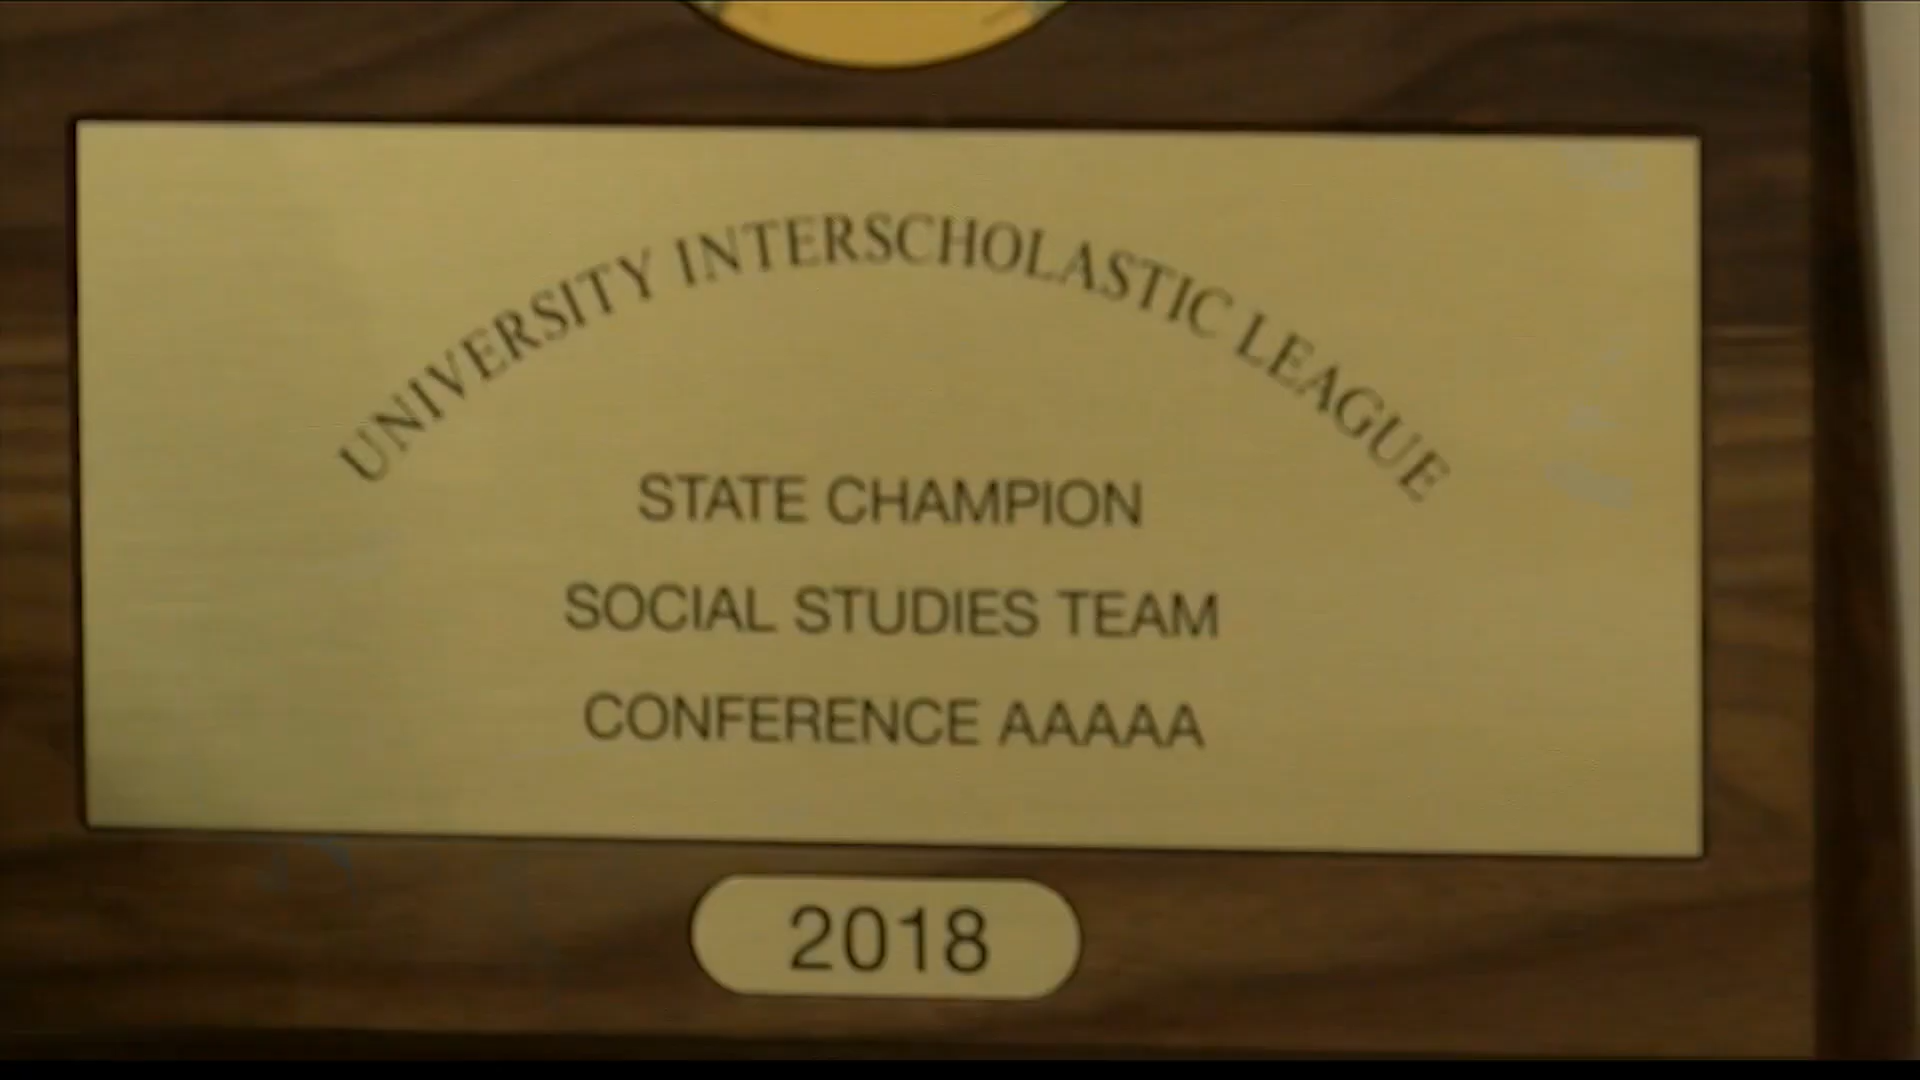 UNIVERSITY INTERSCHOLASTIC LEAGUE
STATE CHAMPION
SOCIAL STUDIES TEAM
CONFERENCE AAAAA
2018